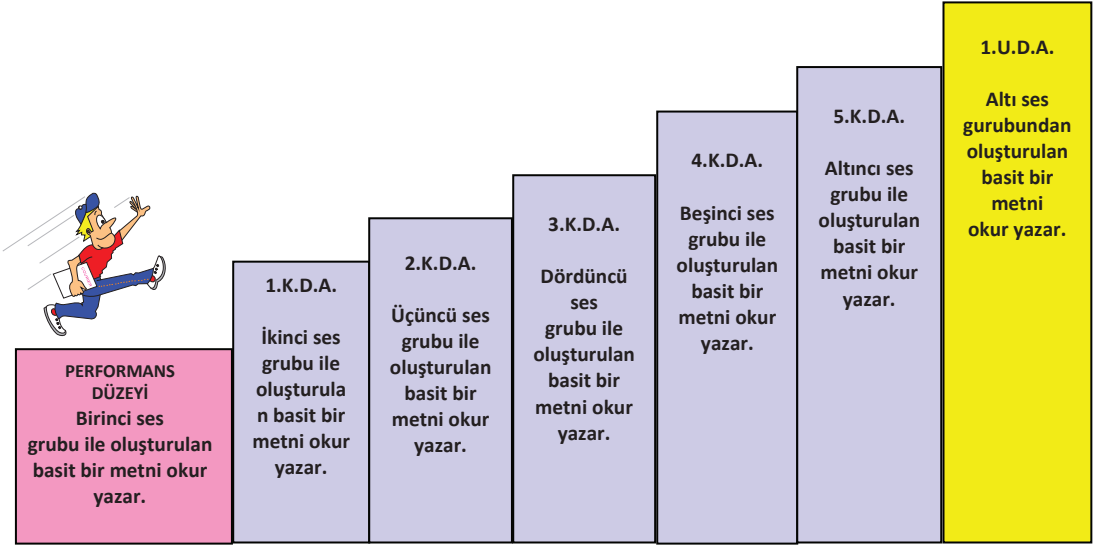 PERFORMANS
DÜZEYİ
Birinci ses
grubu ile oluşturulan
basit bir metni okur
yazar.
1.K.D.A.
İkinci ses
grubu ile
oluşturula
n basit bir
metni okur
yazar.
2.K.D.A.
Üçüncü ses
grubu ile
oluşturulan
basit bir
metni okur
yazar.
3.K.D.A.
Dördüncü
ses
grubu ile
oluşturulan
basit bir
metni okur
yazar.
4.K.D.A.
Beşinci ses
grubu ile
oluşturulan
basit bir
metni okur
yazar.
5.K.D.A.
Altıncı ses
grubu ile
oluşturulan
basit bir
metni okur
yazar.
1.U.D.A.
Altı ses
gurubundan
oluşturulan
basit bir
metni
okur yazar.